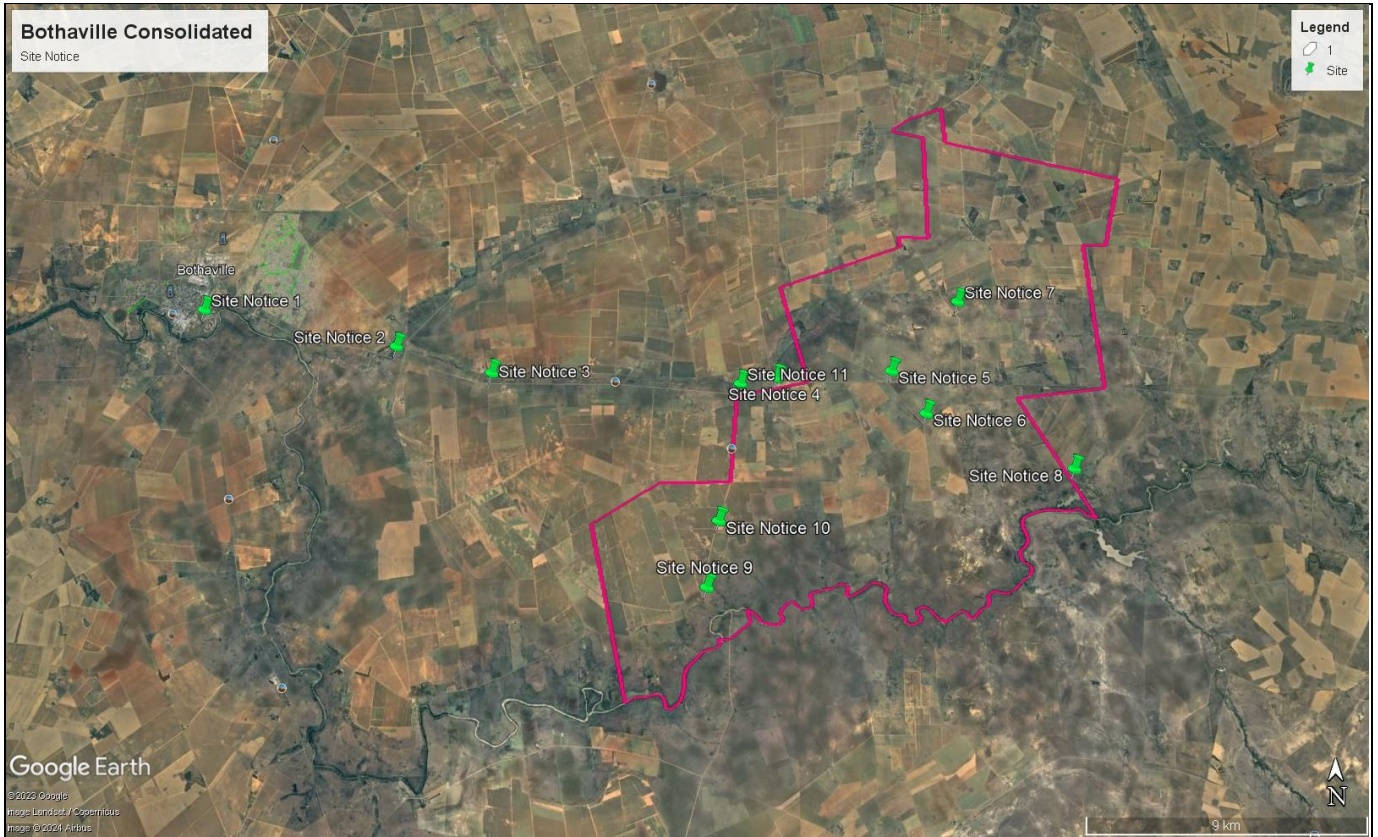 Bothaville Consolidated
Site Notice
Legend
1
Site
Bothaville
Site Notice 1
Site Notice 2
Site Notice 3
Site Notice 11
Site Notice 4
Site Notice 7
Site Notice 5
Site Notice 6
Site Notice 8
Site Notice 10
Site Notice 9
Google Earth
©2023 Google
Image Landsat / Copernicus
Image © 2024 Airbus
N
9 km